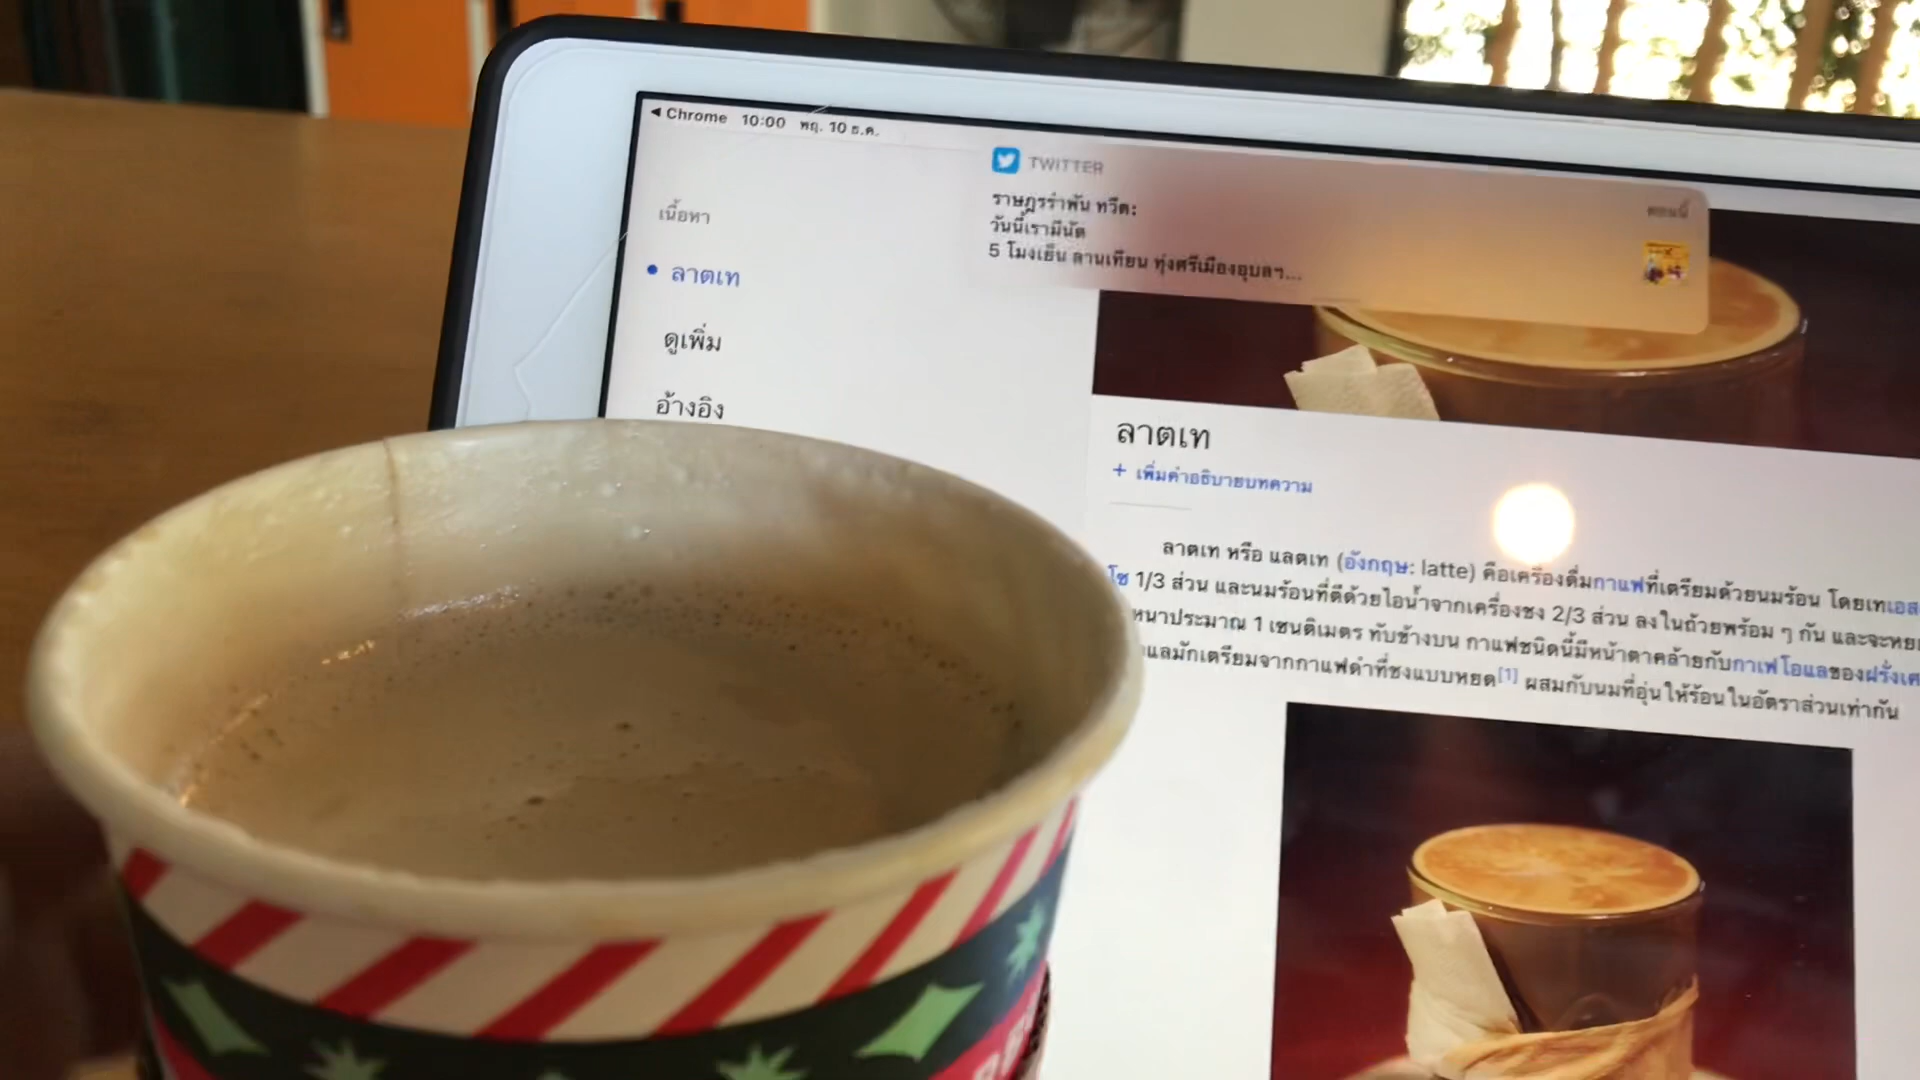 ◀ Chrome 10:00 พฤ. 10 ธ.ค.
TWITTER
ราษฎรรำพัน ทวีต:
ตอนนี้
วันนี้เรามีนัด
5 โมงเย็น ลานเทียน ทุ่งศรีเมืองอุบลฯ...
เนื้อหา
• ลาตเท
ดูเพิ่ม
อ้างอิง
ลาตเท
+ เพิ่มคำอธิบายบทความ
ลาตเท หรือ แลตเท (อังกฤษ: latte) คือเครื่องดื่มกาแฟที่เตรียมด้วยนมร้อน โดยเทเอส
โซ 1/3 ส่วน และนมร้อนที่ตีด้วยไอน้ำจากเครื่องชง 2/3 ส่วน ลงในถ้วยพร้อม ๆ กัน และจะหย
หนาประมาณ 1 เซนติเมตร ทับข้างบน กาแฟชนิดนี้มีหน้าตาคล้ายกับกาเฟโอแลของฝรั่งเศ
แลมักเตรียมจากกาแฟดำที่ชงแบบหยด[1] ผสมกับนมที่อุ่นให้ร้อนในอัตราส่วนเท่ากัน